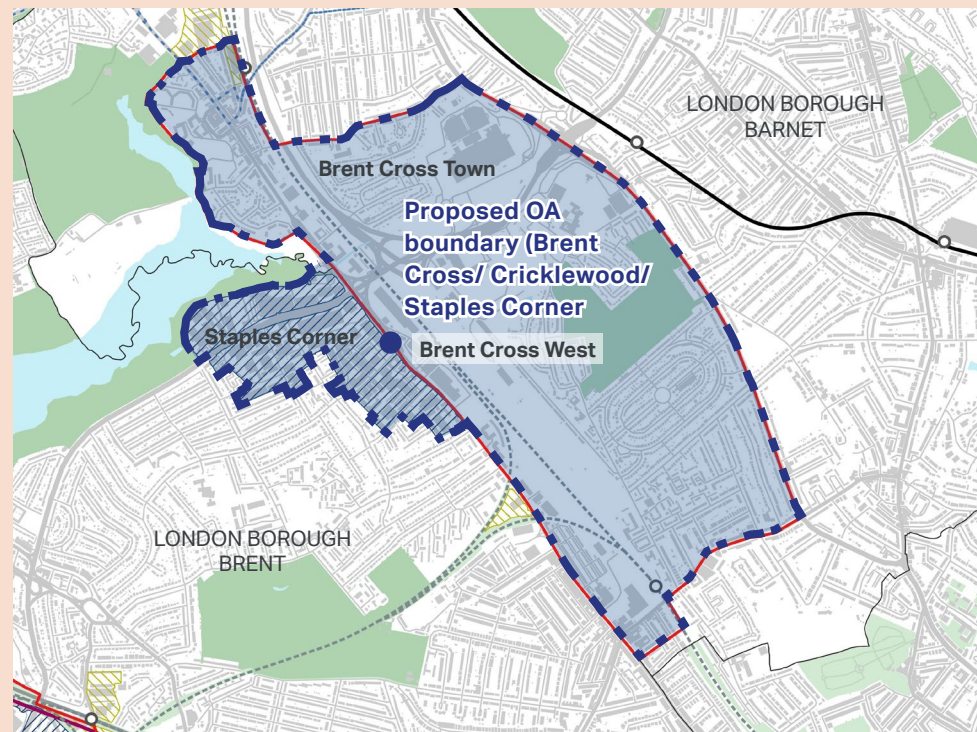 LONDON BOROUGH
BARNET
Brent Cross Town
Proposed OA
boundary (Brent
Cross/ Cricklewood/
Staples Corner
Staples Corner
Brent Cross West
LONDON BOROUGH
BRENT